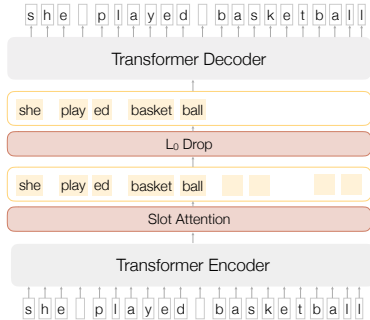 s h e p l a y e d b a s k e t b a l l
Transformer Decoder
she play ed basket ball
L₀ Drop
she play ed basket ball
Slot Attention
Transformer Encoder
s h e p l a y e d b a s k e t b a l l